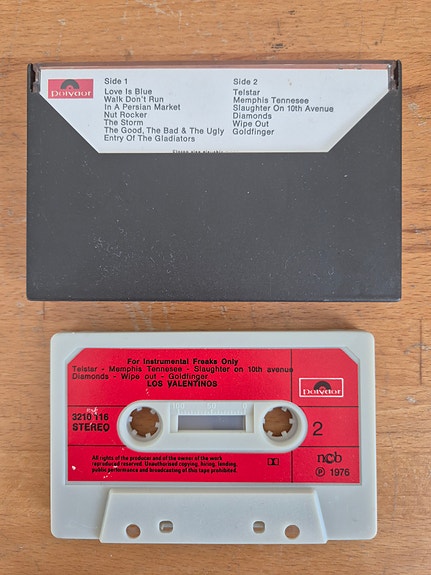 Polydor
Side 1
Love Is Blue
Walk Don't Run
In A Persian Market
Nut Rocker
The Storm
The Good, The Bad & The Ugly
Entry Of The Gladiators
Side 2
Telstar
Memphis Tennesee
Slaughter On 10th Avenue
Diamonds
Wipe Out
Goldfinger
For Instrumental Freaks Only
Telstar - Memphis Tennesee - Slaughter on 10th avenue
Diamonds - Wipe out - Goldfinger
LOS VALENTINOS
Polydor
3210 116
STEREO
100 50 0
2
All rights of the producer and of the owner of the work
reproduced reserved. Unauthorised copying, hiring, lending,
public performance and broadcasting of this tape prohibited.
ncb
℗ 1976